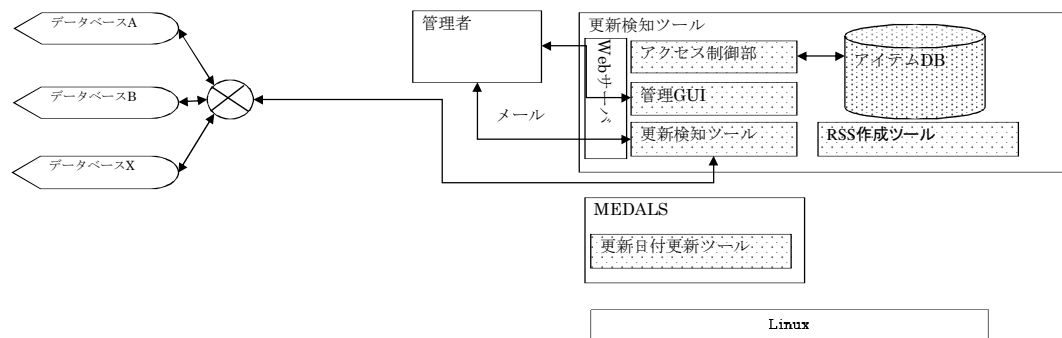 データベースA
データベースB
データベースX
管理者
メール
更新検知ツール
Webサーバ
アクセス制御部
管理GUI
更新検知ツール
アイテムDB
RSS作成ツール
MEDALS
更新日付更新ツール
Linux